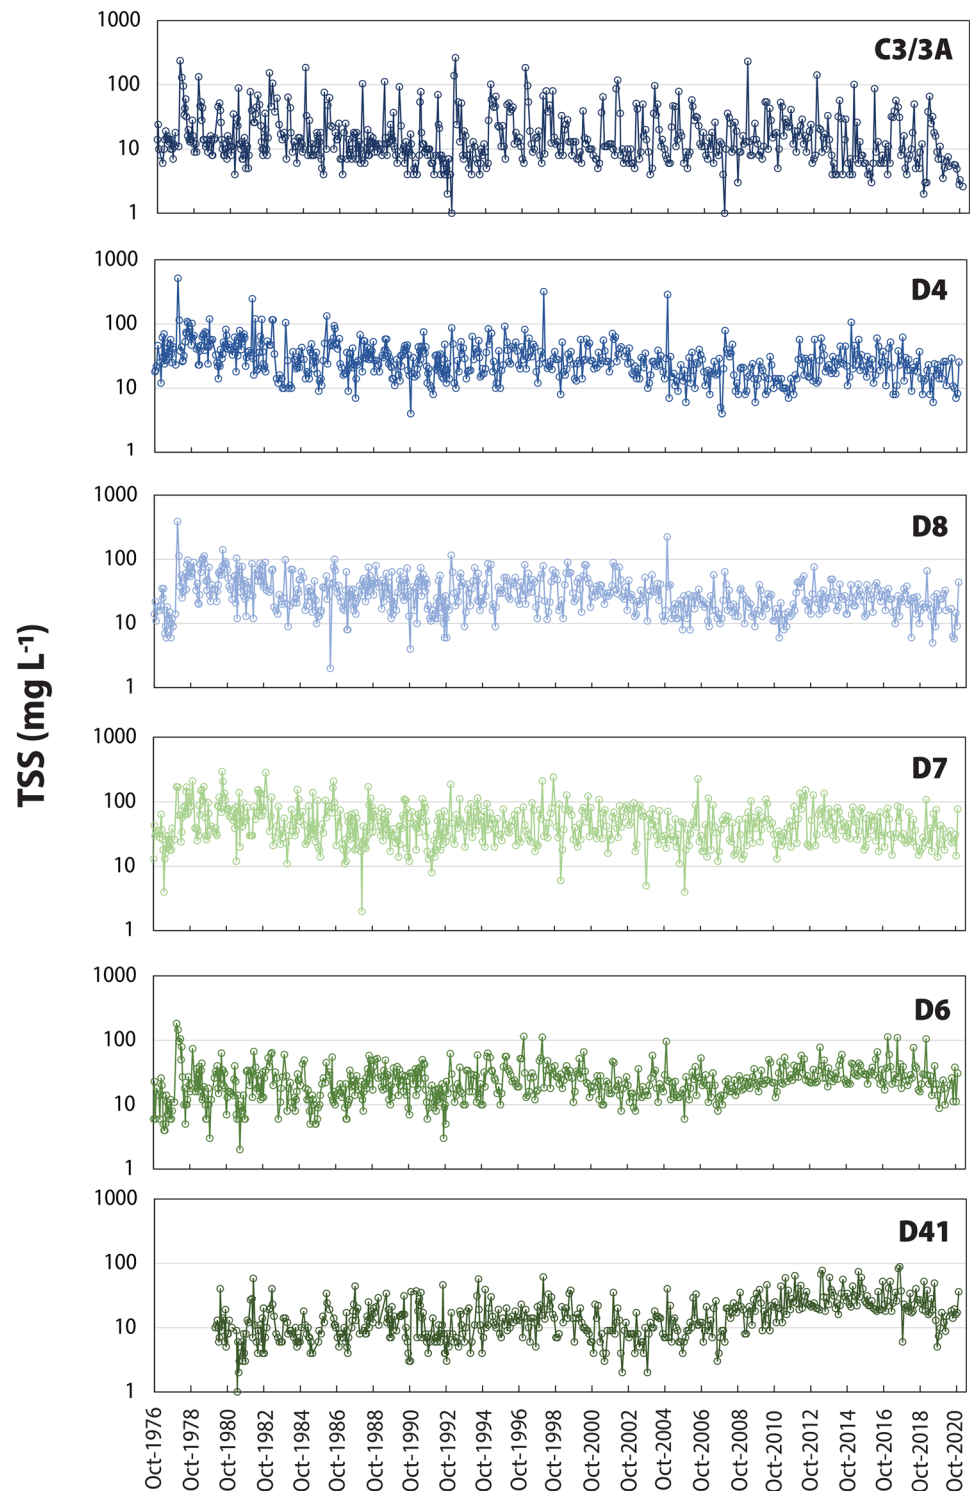 1000
C3/3A
100
10
1
1000
D4
100
10
1
1000
D8
100
10
1
TSS (mg L⁻¹)
1000
D7
100
10
1
1000
D6
100
10
1
1000
D41
100
10
1
Oct-1976
Oct-1978
Oct-1980
Oct-1982
Oct-1984
Oct-1986
Oct-1988
Oct-1990
Oct-1992
Oct-1994
Oct-1996
Oct-1998
Oct-2000
Oct-2002
Oct-2004
Oct-2006
Oct-2008
Oct-2010
Oct-2012
Oct-2014
Oct-2016
Oct-2018
Oct-2020